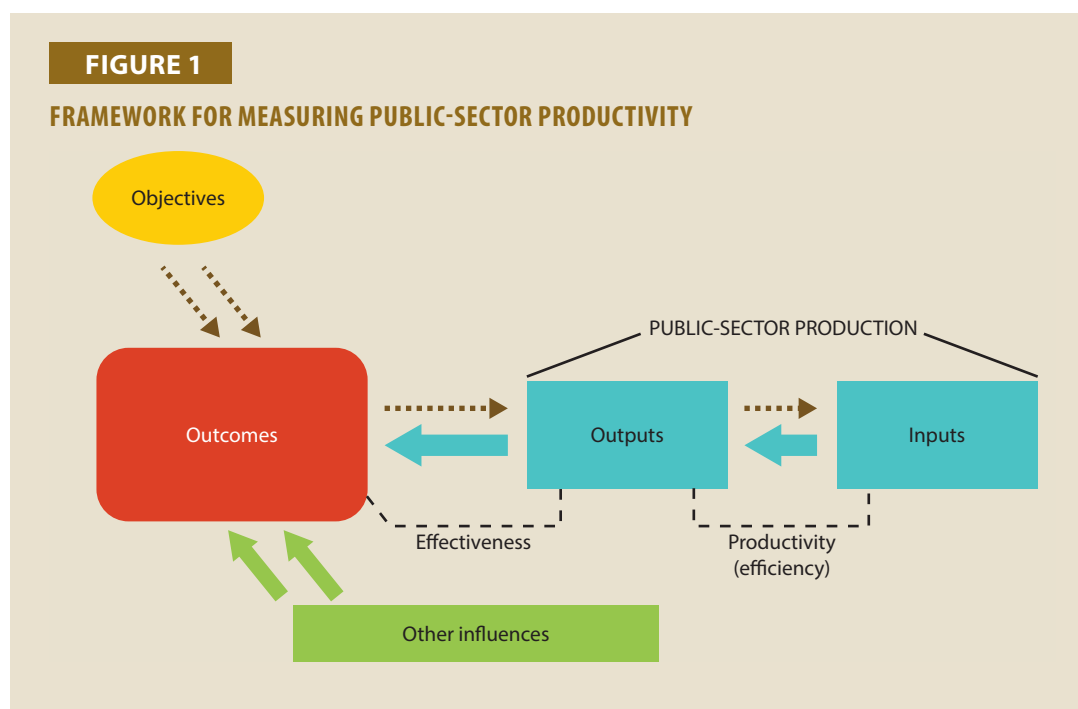 FIGURE 1
FRAMEWORK FOR MEASURING PUBLIC-SECTOR PRODUCTIVITY
Objectives
PUBLIC-SECTOR PRODUCTION
Outcomes
Outputs
Inputs
Effectiveness
Productivity
(efficiency)
Other influences